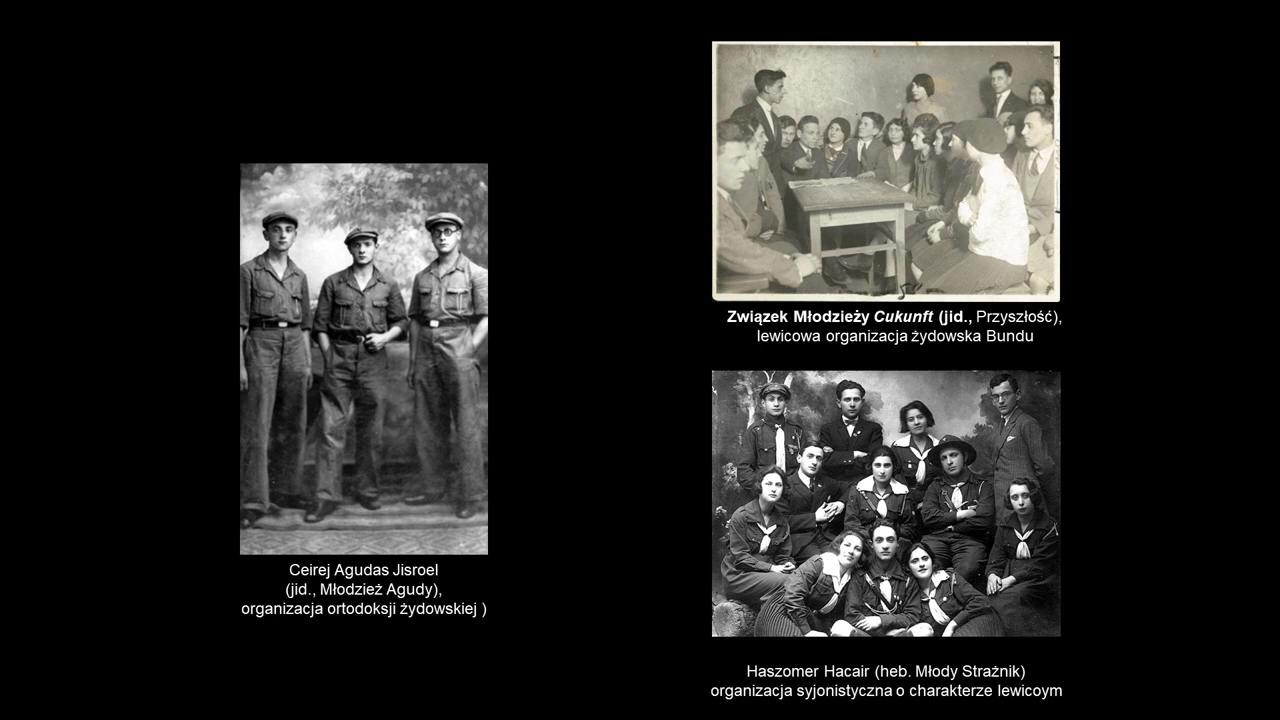 Ceirej Agudas Jisroel
(jid., Młodzież Agudy),
organizacja ortodoksji żydowskiej )
Związek Młodzieży Cukunft (jid., Przyszłość),
lewicowa organizacja żydowska Bundu
Haszomer Hacair (heb. Młody Strażnik)
organizacja syjonistyczna o charakterze lewicoym